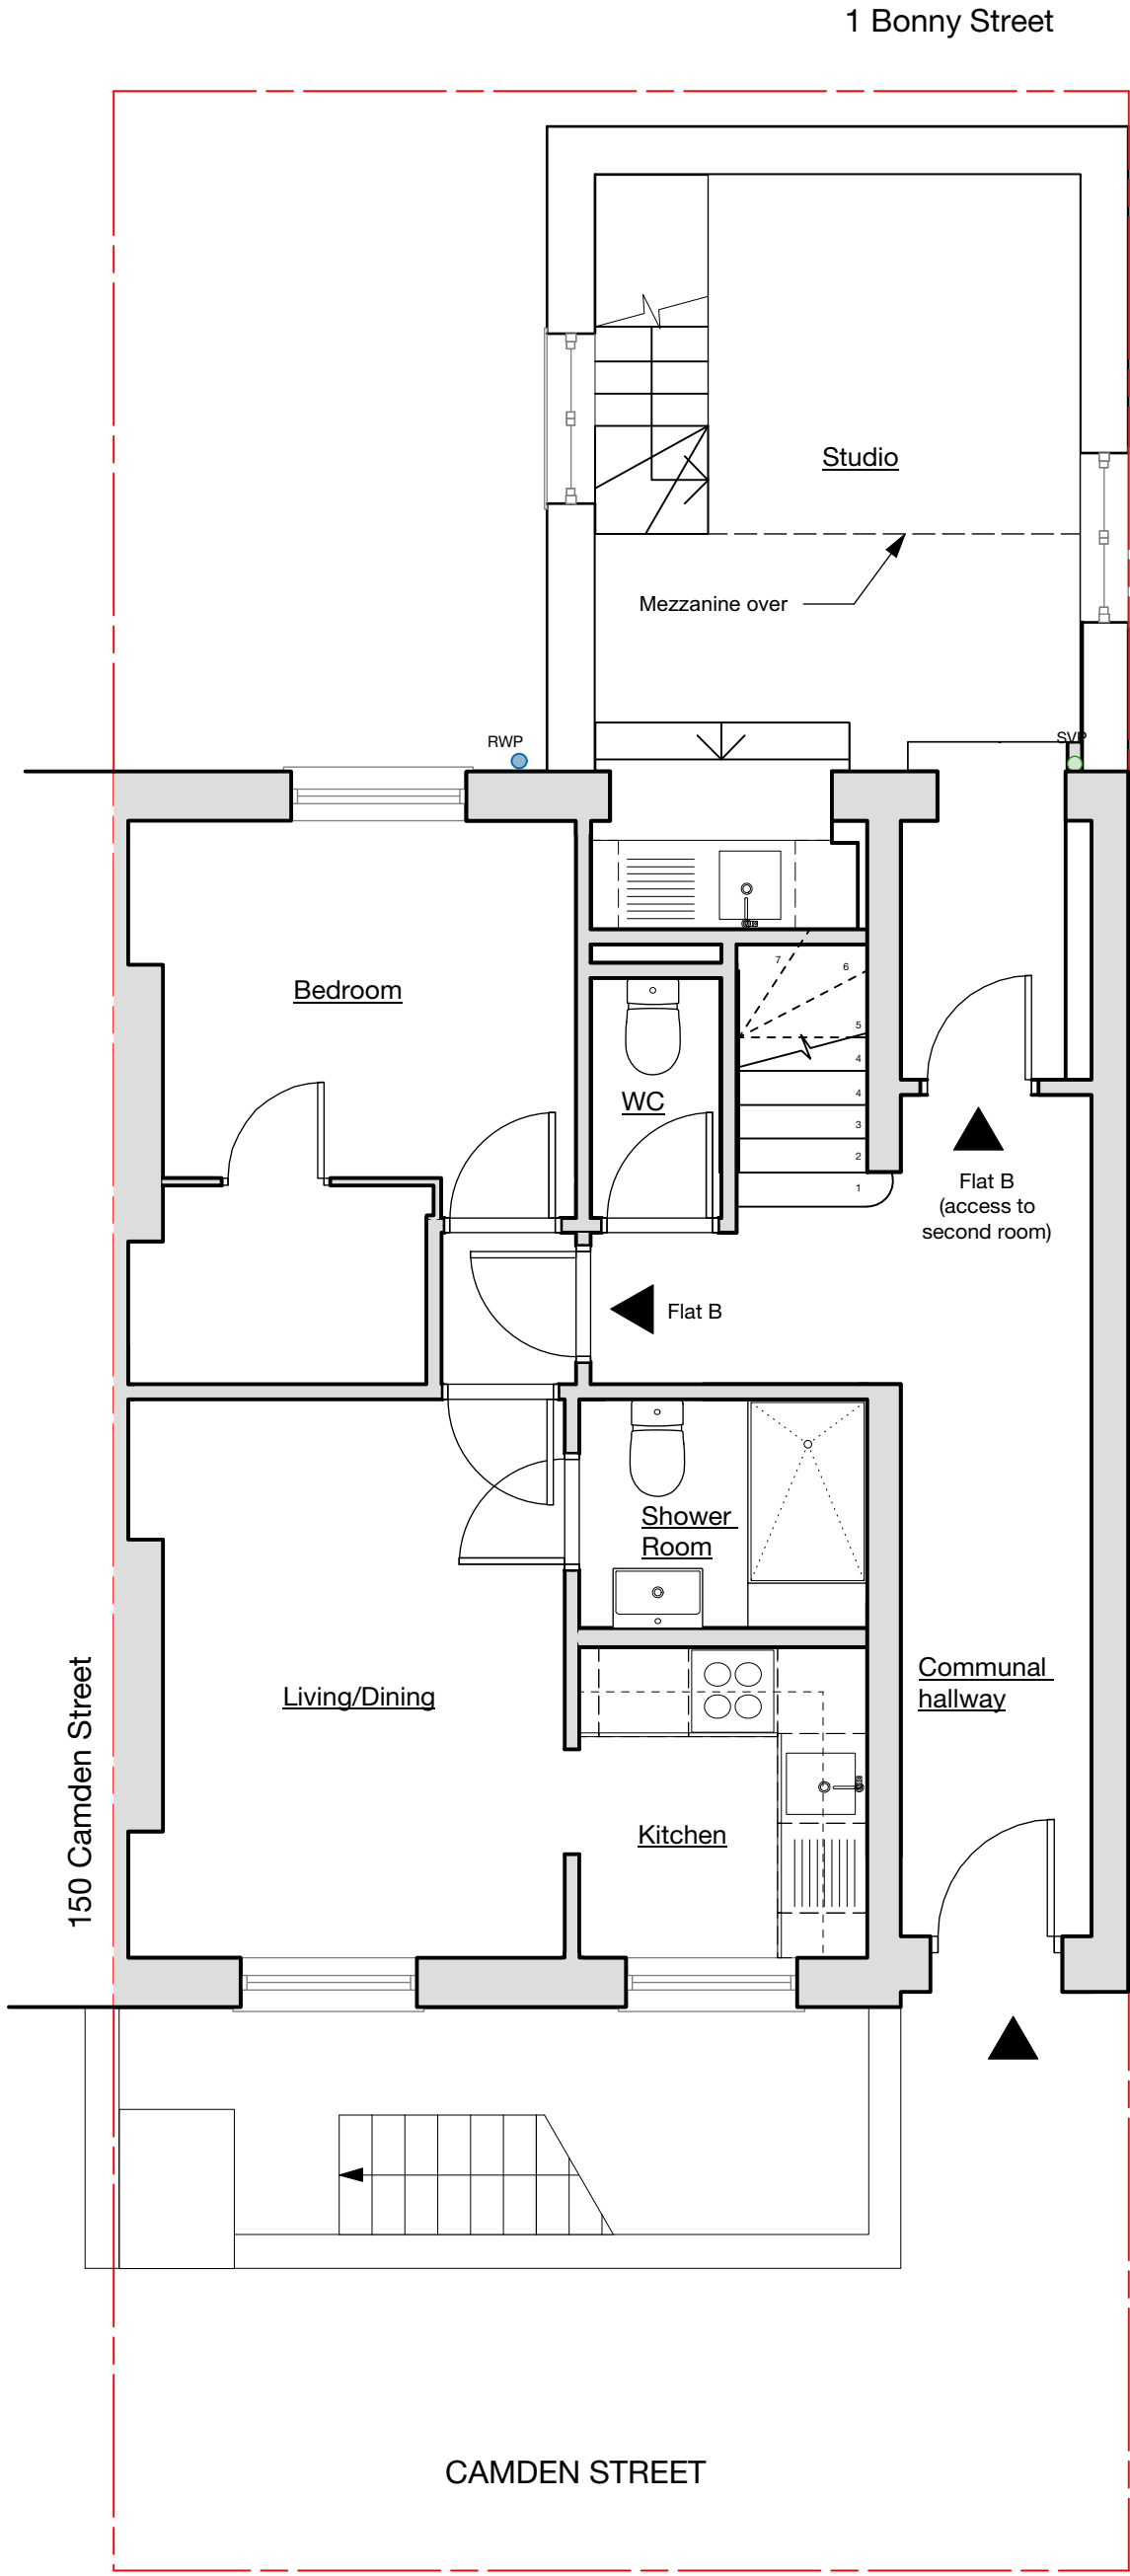 1 Bonny Street
Studio
Mezzanine over
RWP
SVP
7
6
5
4
4
3
2
1
Bedroom
WC
Flat B
(access to
second room)
Flat B
Shower
Room
Living/Dining
Communal
hallway
Kitchen
150 Camden Street
CAMDEN STREET